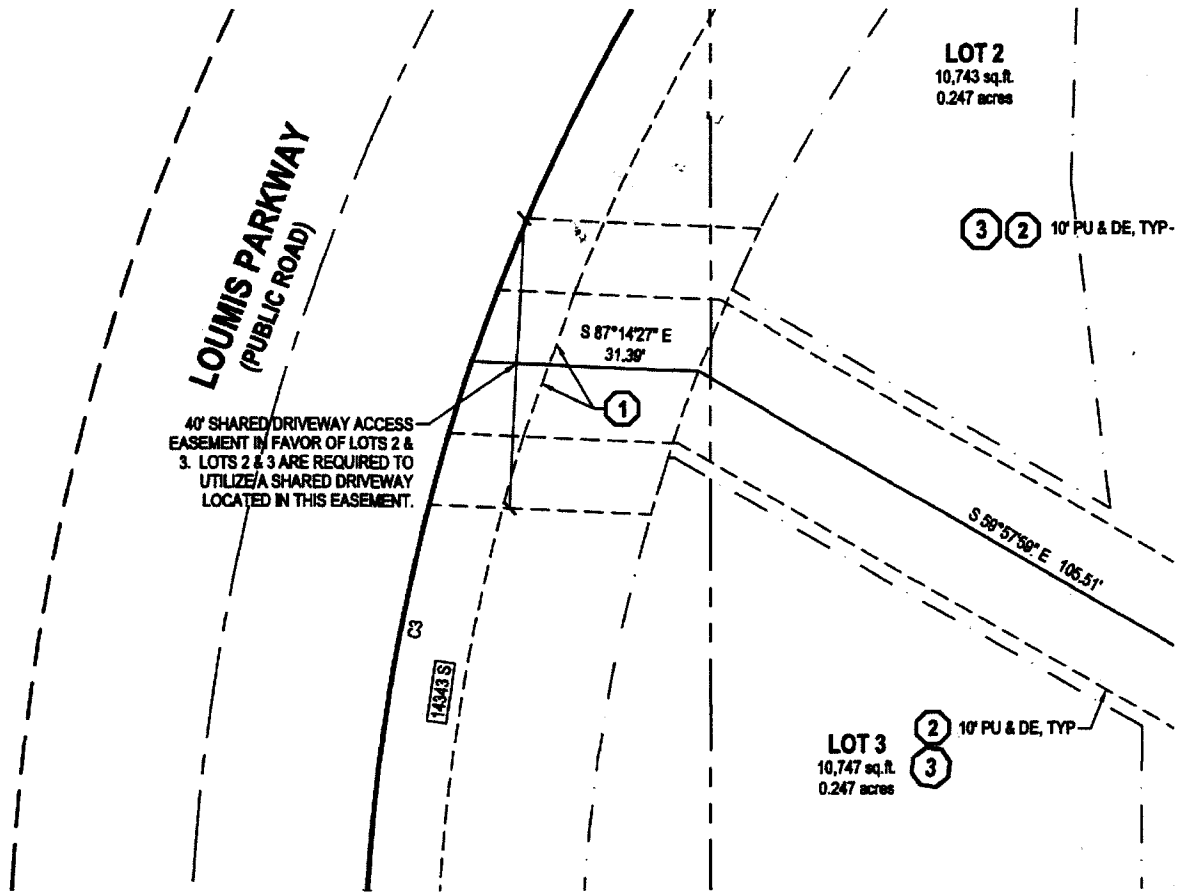 LOT 2
10,743 sq.ft.
0.247 acres
LOUMIS PARKWAY
(PUBLIC ROAD)
3 2 10' PU & DE, TYP
S 87°14'27" E
31.39'
1
40' SHARED DRIVEWAY ACCESS
EASEMENT IN FAVOR OF LOTS 2 &
3. LOTS 2 & 3 ARE REQUIRED TO
UTILIZE A SHARED DRIVEWAY
LOCATED IN THIS EASEMENT.
S 59°57'59" E 105.51'
C3
14343 S
2 10' PU & DE, TYP
LOT 3
10,747 sq.ft.
0.247 acres
3